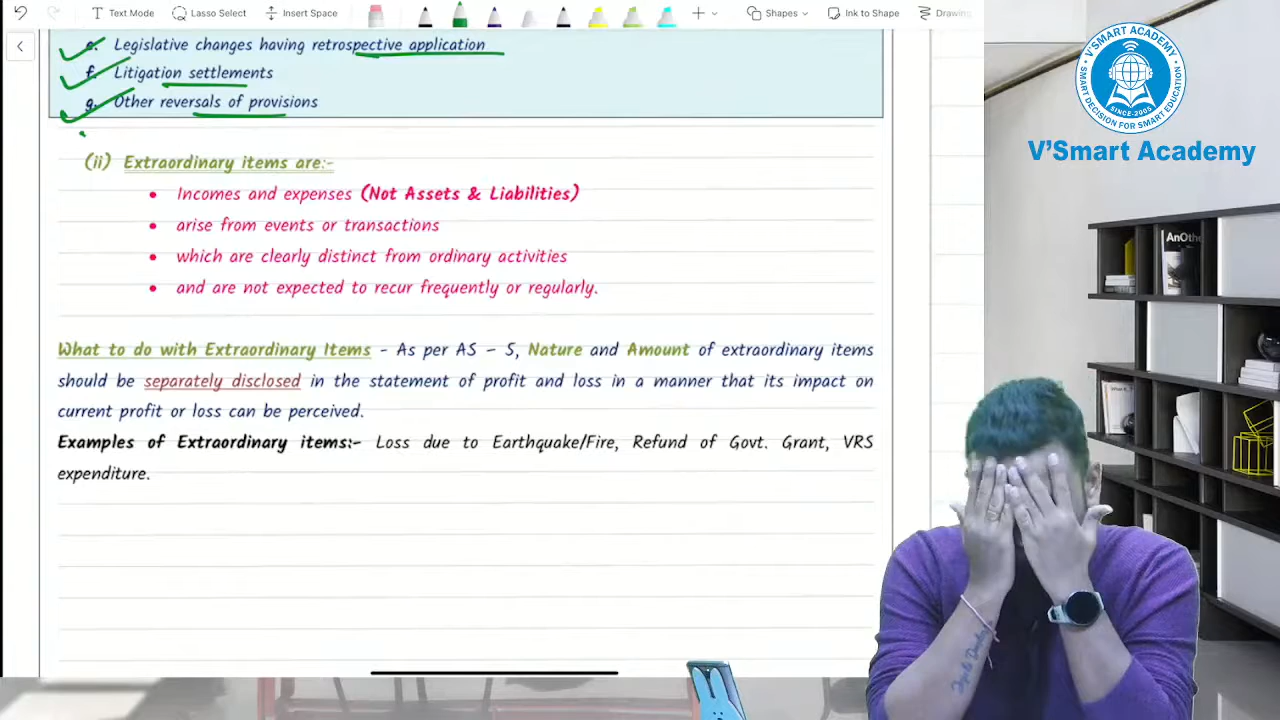 Text Mode Lasso Select Insert Space Shapes Ink to Shape Drawing
e. Legislative changes having retrospective application
f. Litigation settlements
g. Other reversals of provisions
(ii) Extraordinary items are:-
• Incomes and expenses (Not Assets & Liabilities)
• arise from events or transactions
• which are clearly distinct from ordinary activities
• and are not expected to recur frequently or regularly.
What to do with Extraordinary Items - As per AS – 5, Nature and Amount of extraordinary items
should be separately disclosed in the statement of profit and loss in a manner that its impact on
current profit or loss can be perceived.
Examples of Extraordinary items:- Loss due to Earthquake/Fire, Refund of Govt. Grant, VRS
expenditure.
V'SMART ACADEMY
SINCE-2005
SMART DECISION FOR SMART EDUCATION
V'Smart Academy
AnOthe